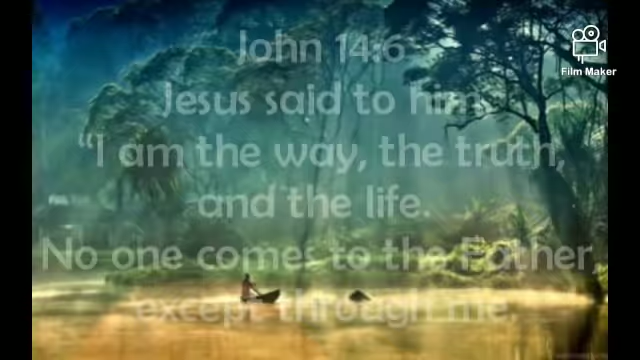 John 14:6
Jesus said to him,
“I am the way, the truth,
and the life.
No one comes to the Father,
except through me.
Film Maker